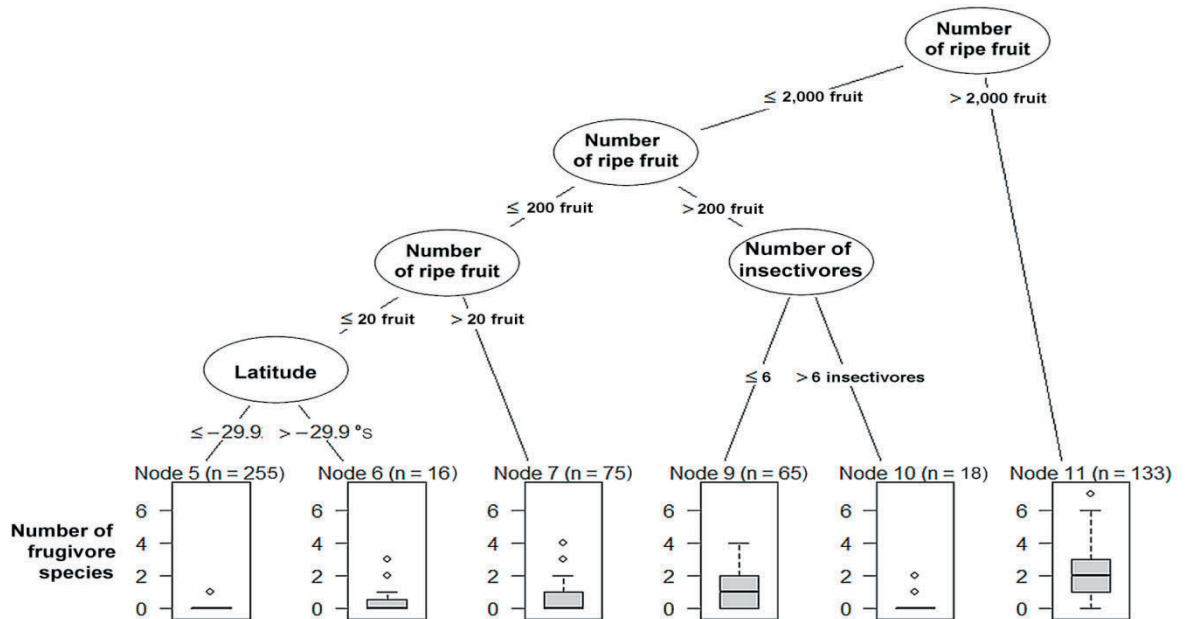 Number
of ripe fruit
≤ 2,000 fruit
> 2,000 fruit
Number
of ripe fruit
≤ 200 fruit
> 200 fruit
Number
of ripe fruit
Number of
insectivores
≤ 20 fruit
> 20 fruit
Latitude
≤ 6
> 6 insectivores
≤ −29.9
> −29.9 °S
Node 5 (n = 255)
Node 6 (n = 16)
Node 7 (n = 75)
Node 9 (n = 65)
Node 10 (n = 18)
Node 11 (n = 133)
Number of
frugivore
species
6
4
2
0
6
4
2
0
6
4
2
0
6
4
2
0
6
4
2
0
6
4
2
0